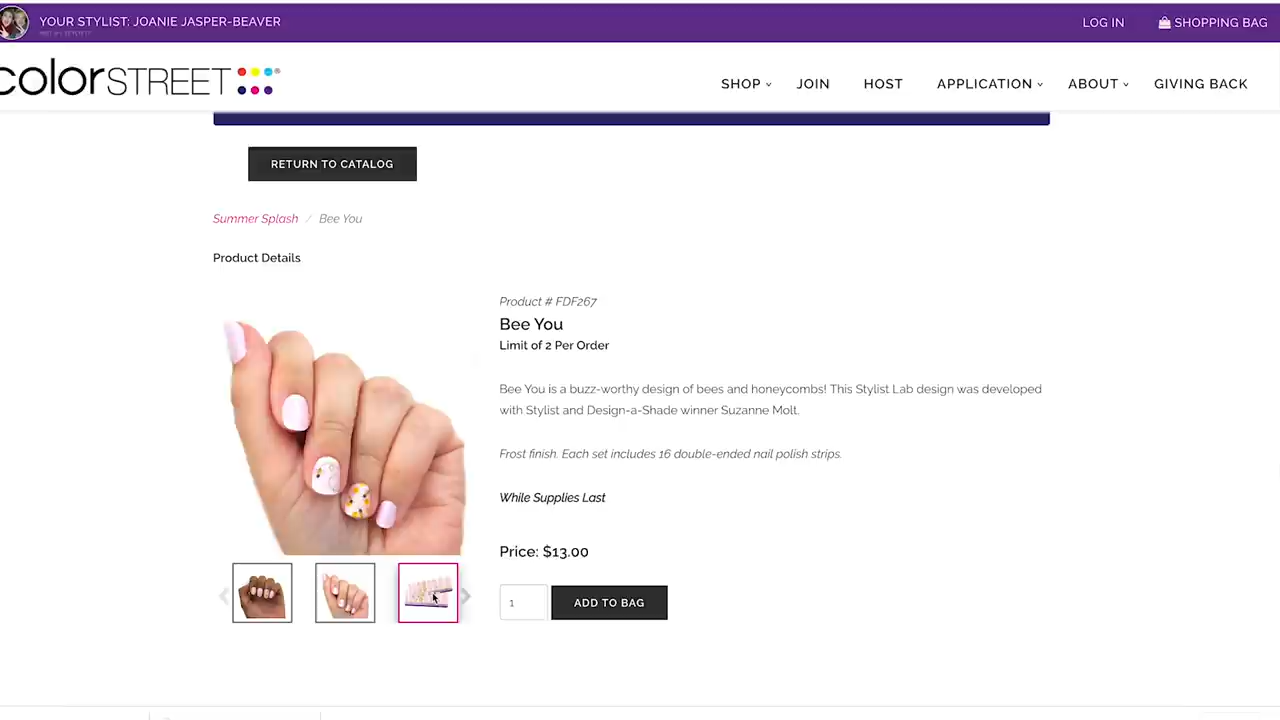 YOUR STYLIST: JOANIE JASPER-BEAVER
LOG IN
SHOPPING BAG
colorSTREET
SHOP
JOIN
HOST
APPLICATION
ABOUT
GIVING BACK
RETURN TO CATALOG
Summer Splash / Bee You
Product Details
Product # FDF267
Bee You
Limit of 2 Per Order
Bee You is a buzz-worthy design of bees and honeycombs! This Stylist Lab design was developed
with Stylist and Design-a-Shade winner Suzanne Molt.
Frost finish. Each set includes 16 double-ended nail polish strips.
While Supplies Last
Price: $13.00
1
ADD TO BAG